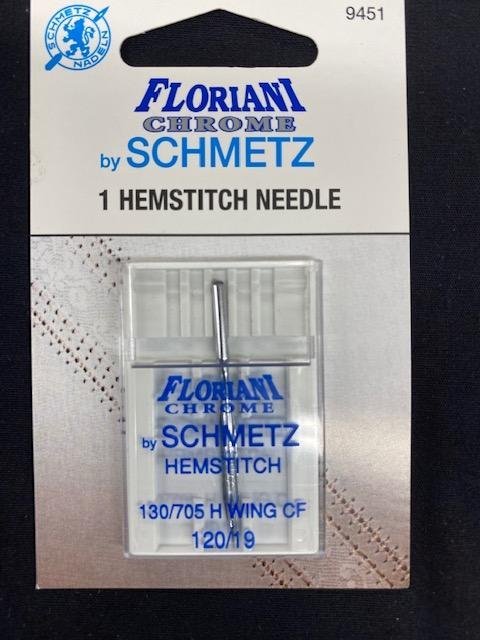 SCHMETZ
NADELN
9451
FLORIANI
CHROME
by SCHMETZ
1 HEMSTITCH NEEDLE
FLORIANI
CHROME
by SCHMETZ
HEMSTITCH
130/705 H WING CF
120/19